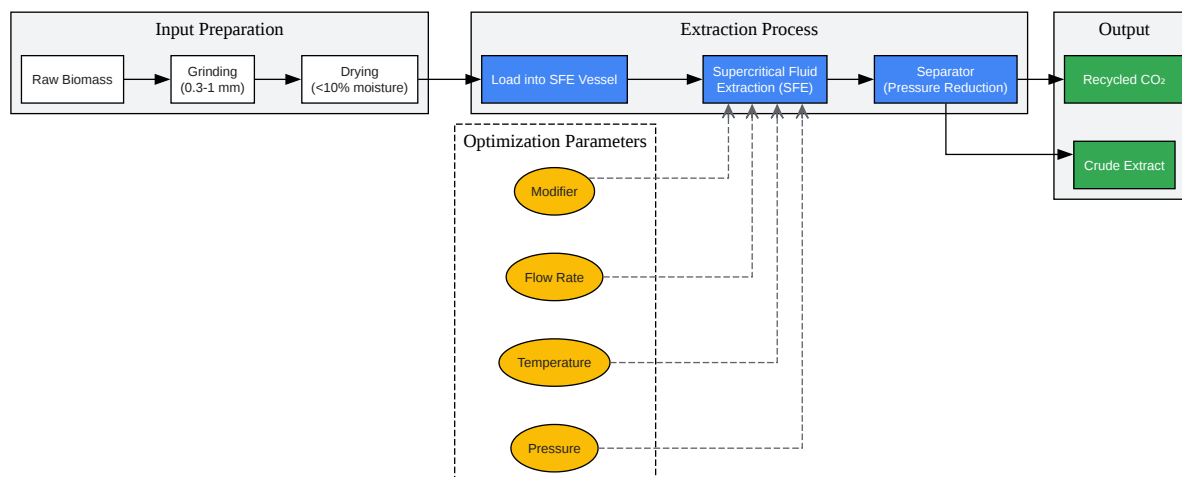 Input Preparation
Raw Biomass
Grinding
(0.3-1 mm)
Drying
(<10% moisture)
Extraction Process
Load into SFE Vessel
Supercritical Fluid
Extraction (SFE)
Separator
(Pressure Reduction)
Output
Recycled CO₂
Crude Extract
Optimization Parameters
Modifier
Flow Rate
Temperature
Pressure